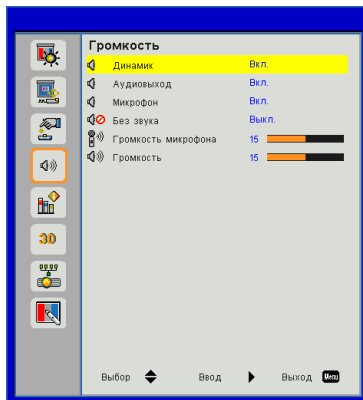 Громкость
Динамик Вкл.
Аудиовыход Вкл.
Микрофон Вкл.
Без звука Выкл.
Громкость микрофона 15
Громкость 15
3D
Выбор Ввод Выход Menu